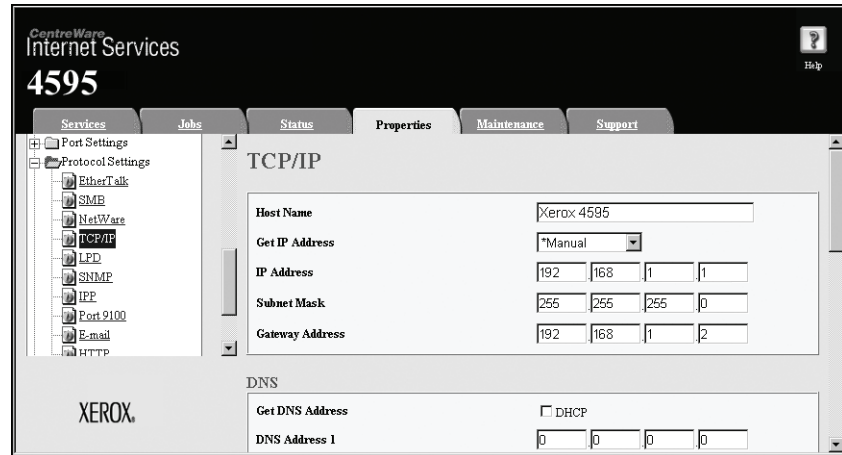 CentreWare
Internet Services
4595
Help
Services Jobs Status Properties Maintenance Support
Port Settings
Protocol Settings
EtherTalk
SMB
NetWare
TCP/IP
LPD
SNMP
IPP
Port 9100
E-mail
HTTP
XEROX®
TCP/IP
Host Name Xerox 4595
Get IP Address *Manual
IP Address 192 .168 .1 .1
Subnet Mask 255 .255 .255 .0
Gateway Address 192 .168 .1 .2
DNS
Get DNS Address DHCP
DNS Address 1 0 .0 .0 .0